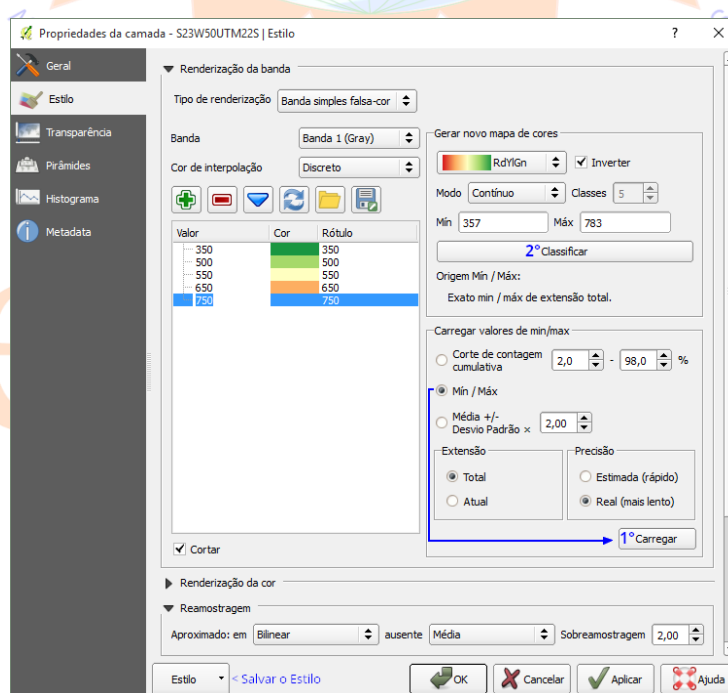 Propriedades da camada - S23W50UTM22S | Estilo
?
Geral
Estilo
Transparência
Pirâmides
Histograma
Metadata
Renderização da banda
Tipo de renderização Banda simples falsa-cor
Banda Banda 1 (Gray)
Cor de interpolação Discreto
Valor Cor Rótulo
350 350
500 500
550 550
650 650
750 750
Cortar
Gerar novo mapa de cores
RdYlGn Inverter
Modo Contínuo Classes 5
Mín 357 Máx 783
2° Classificar
Origem Mín / Máx:
Exato min / máx de extensão total.
Carregar valores de min/max
Corte de contagem
cumulativa 2,0 - 98,0 %
Mín / Máx
Média +/-
Desvio Padrão × 2,00
Extensão
Total
Atual
Precisão
Estimada (rápido)
Real (mais lento)
1° Carregar
Renderização da cor
Reamostragem
Aproximado: em Bilinear ausente Média Sobreamostragem 2,00
Estilo < Salvar o Estilo OK Cancelar Aplicar Ajuda